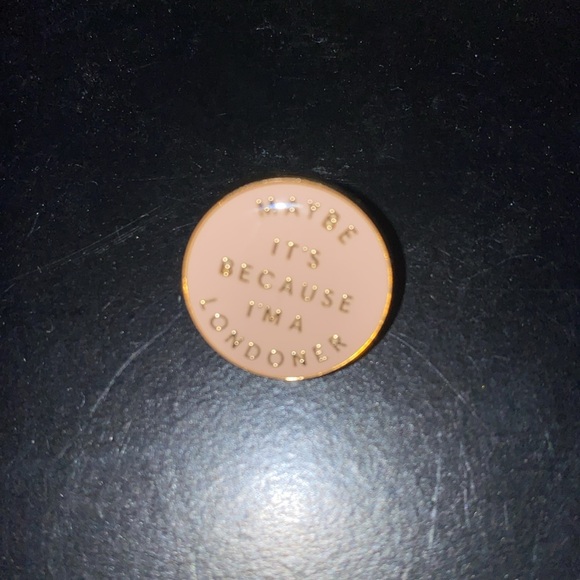 MAYBE
IT'S
BECAUSE
I'M A
LONDONER